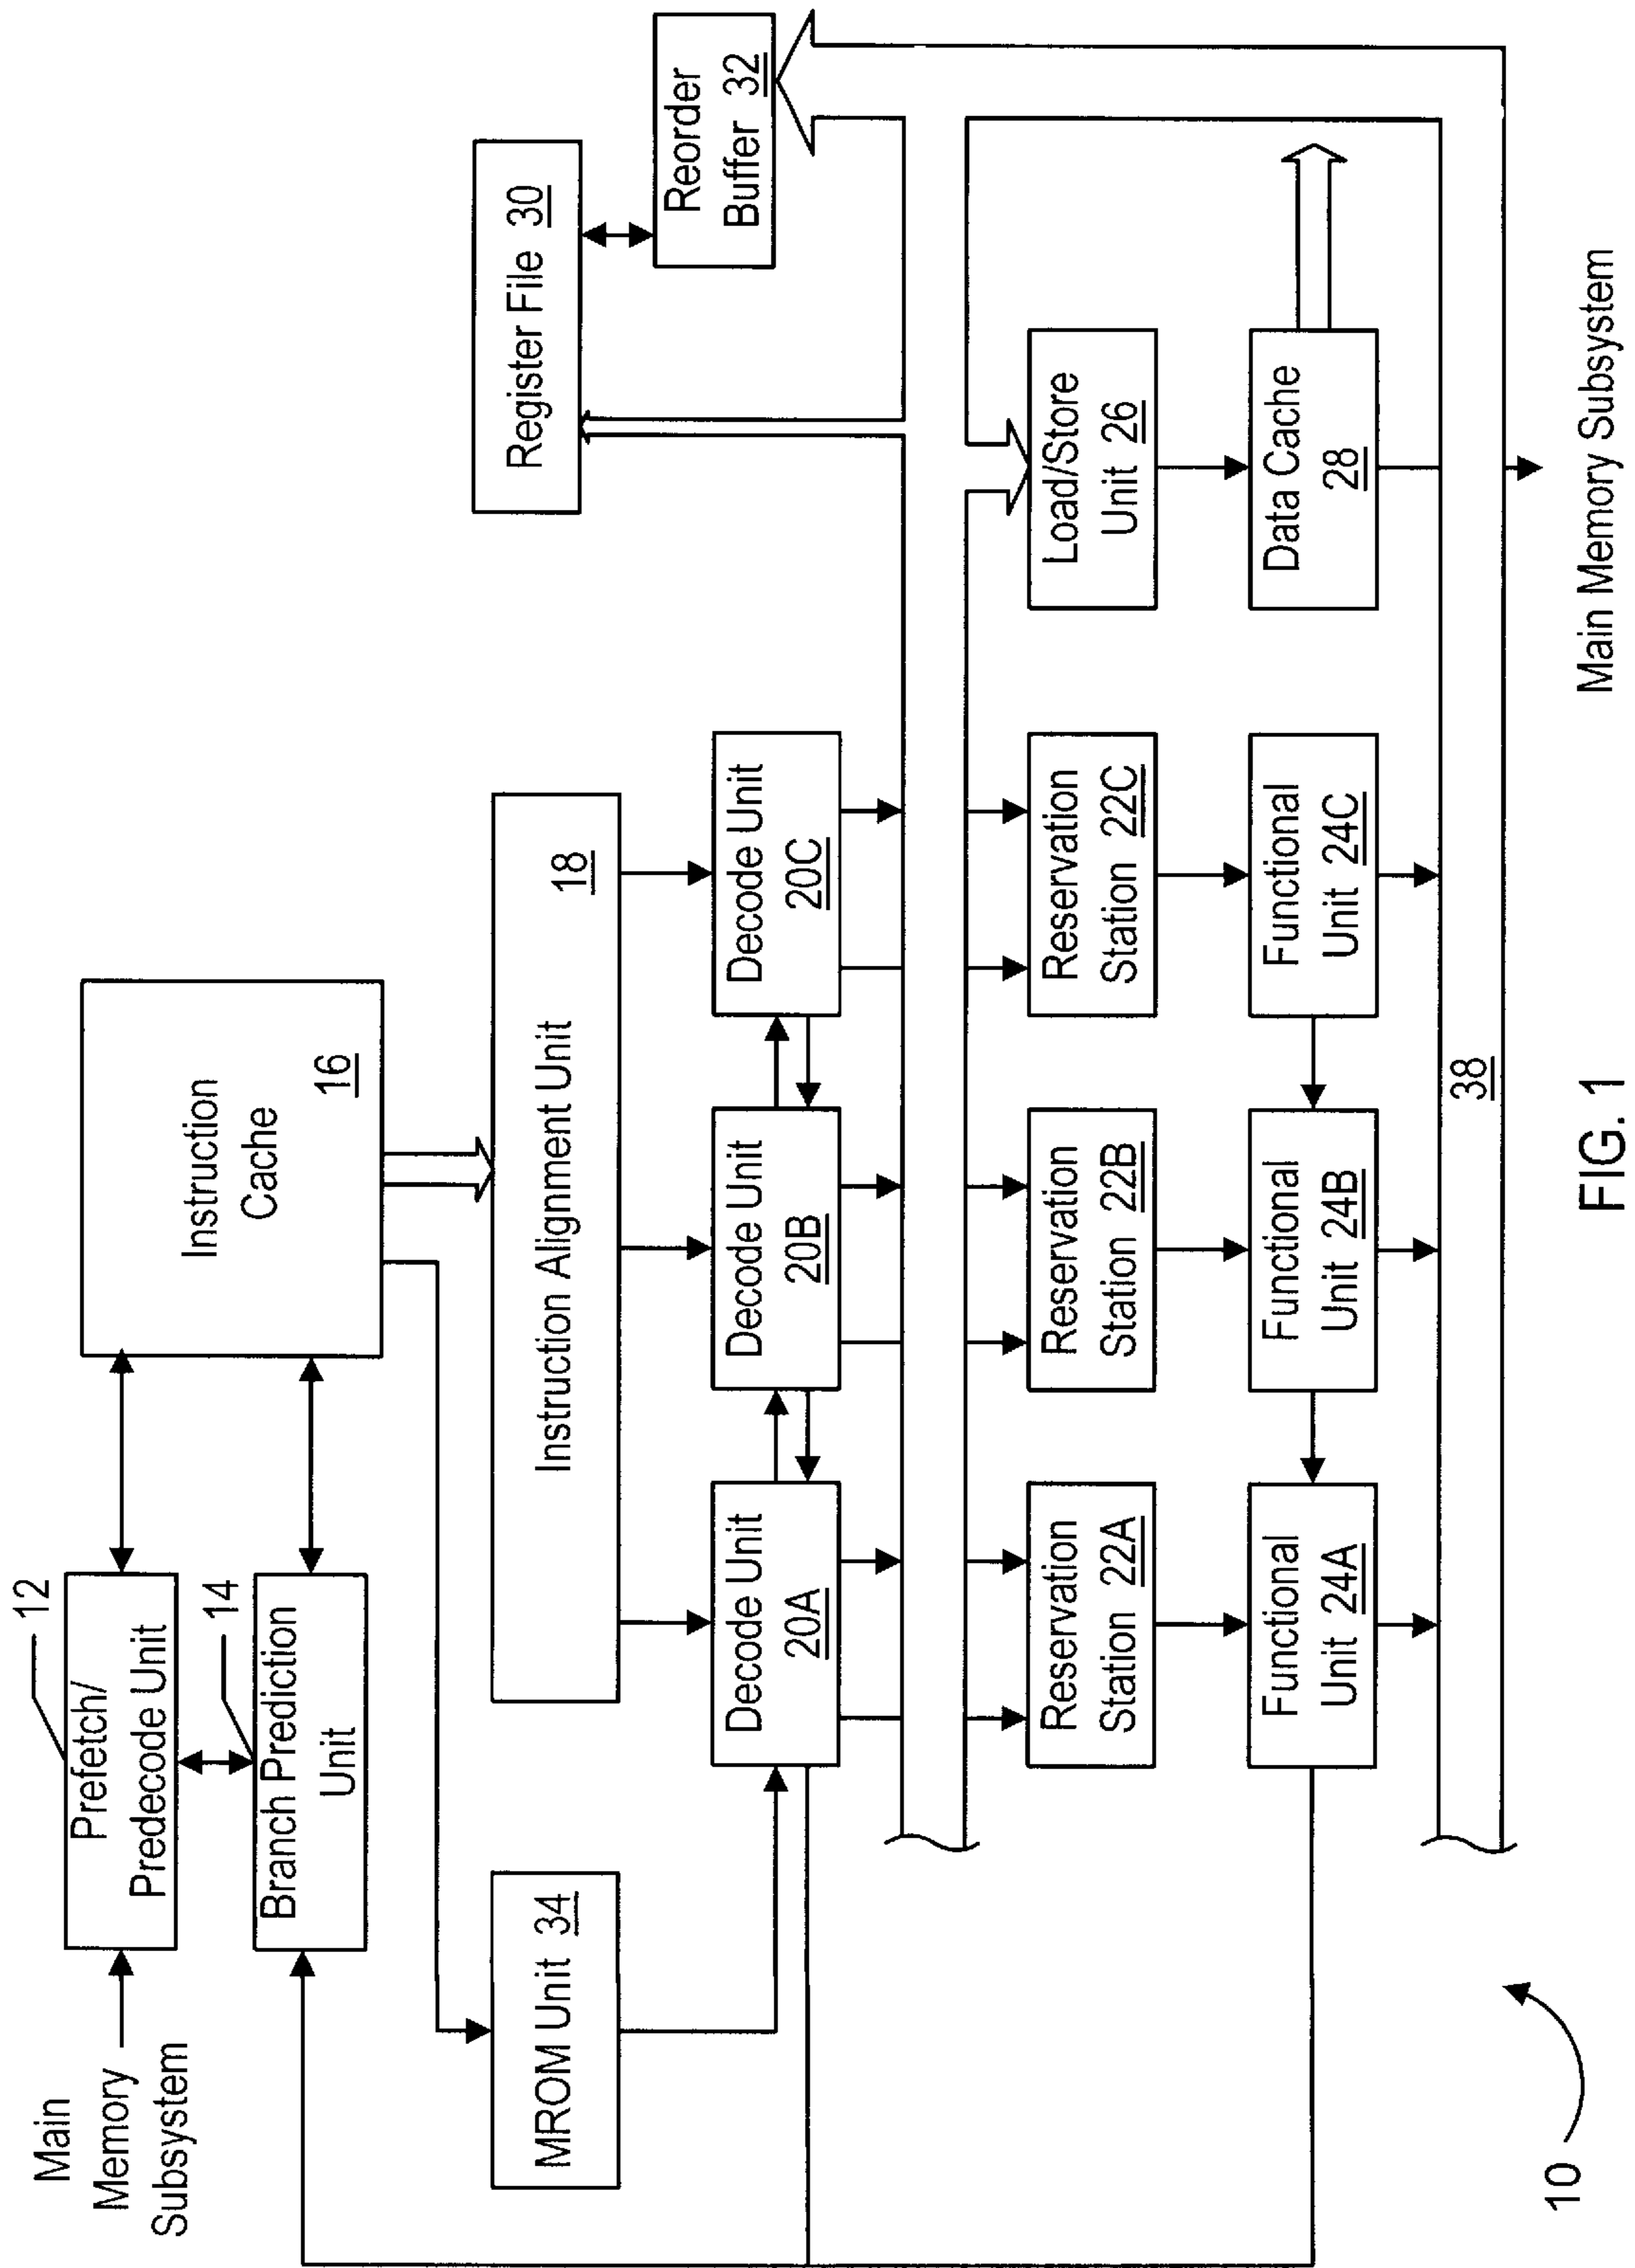 Main
Memory
Subsystem
Prefetch/
Predecode Unit
12
Branch Prediction
Unit
14
Instruction
Cache
16
MROM Unit 34
Instruction Alignment Unit
18
Register File 30
Reorder
Buffer 32
Decode Unit
20A
Decode Unit
20B
Decode Unit
20C
Reservation
Station 22A
Reservation
Station 22B
Reservation
Station 22C
Load/Store
Unit 26
Functional
Unit 24A
Functional
Unit 24B
Functional
Unit 24C
Data Cache
28
38
Main Memory Subsystem
10
FIG. 1